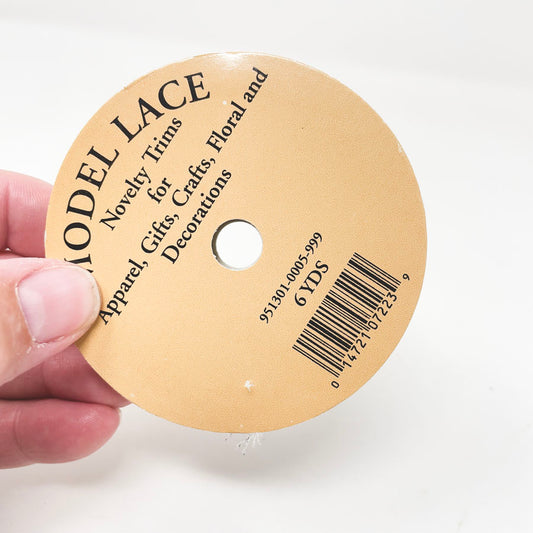 MODEL LACE
Novelty Trims
for
Apparel, Gifts, Crafts, Floral and
Decorations
951301-0005-999
6 YDS
0 14721 07223 9